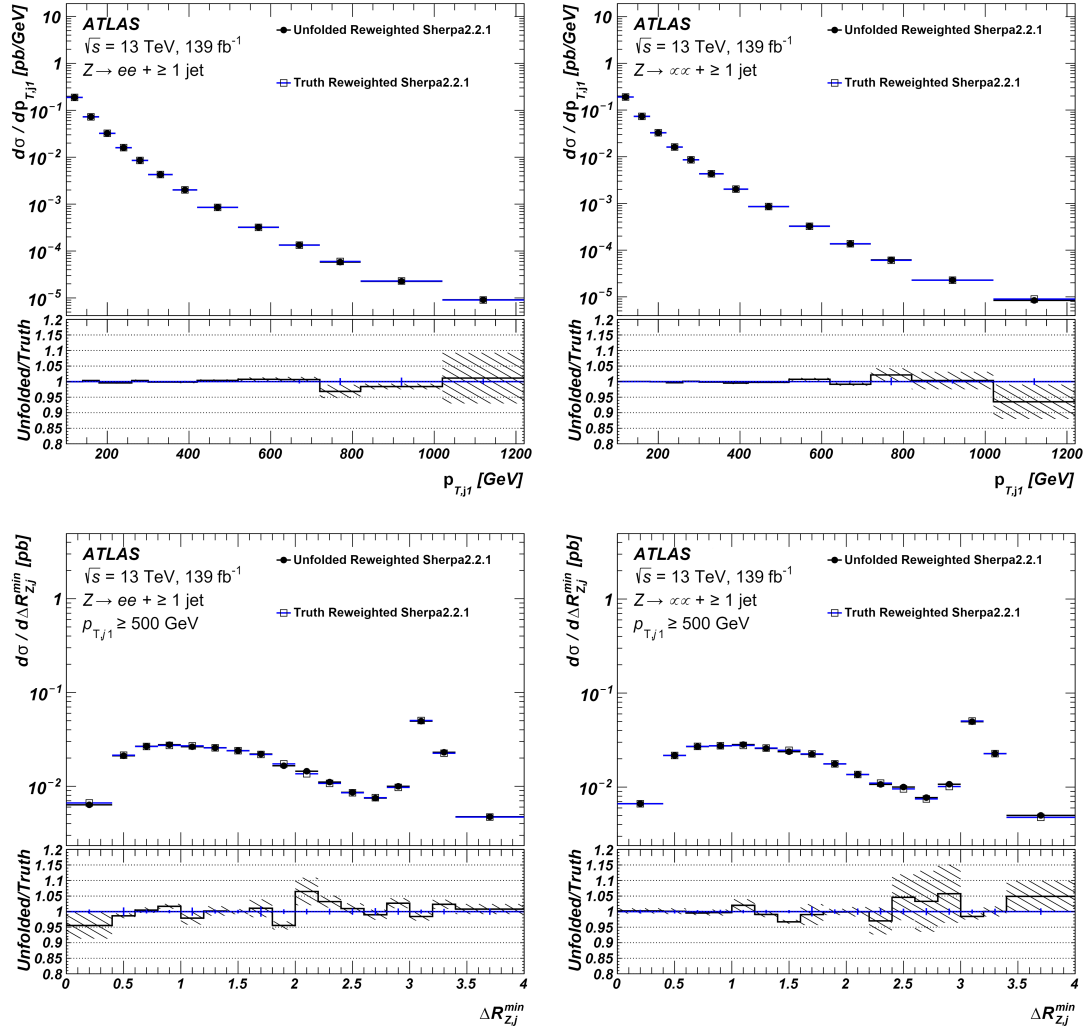 ATLAS
√s = 13 TeV, 139 fb⁻¹
Z → ee + ≥ 1 jet
Unfolded Reweighted Sherpa2.2.1
Truth Reweighted Sherpa2.2.1
dσ / dp_T,j1 [pb/GeV]
10
1
10⁻¹
10⁻²
10⁻³
10⁻⁴
10⁻⁵
Unfolded/Truth
1.2
1.15
1.1
1.05
1
0.95
0.9
0.85
0.8
200 400 600 800 1000 1200
p_T,j1 [GeV]
ATLAS
√s = 13 TeV, 139 fb⁻¹
Z → ∝∝ + ≥ 1 jet
Unfolded Reweighted Sherpa2.2.1
Truth Reweighted Sherpa2.2.1
dσ / dp_T,j1 [pb/GeV]
10
1
10⁻¹
10⁻²
10⁻³
10⁻⁴
10⁻⁵
Unfolded/Truth
1.2
1.15
1.1
1.05
1
0.95
0.9
0.85
0.8
200 400 600 800 1000 1200
p_T,j1 [GeV]
ATLAS
√s = 13 TeV, 139 fb⁻¹
Z → ee + ≥ 1 jet
p_T,j1 ≥ 500 GeV
Unfolded Reweighted Sherpa2.2.1
Truth Reweighted Sherpa2.2.1
dσ / dΔR_Z,j^min [pb]
1
10⁻¹
10⁻²
Unfolded/Truth
1.2
1.15
1.1
1.05
1
0.95
0.9
0.85
0.8
0 0.5 1 1.5 2 2.5 3 3.5 4
ΔR_Z,j^min
ATLAS
√s = 13 TeV, 139 fb⁻¹
Z → ∝∝ + ≥ 1 jet
p_T,j1 ≥ 500 GeV
Unfolded Reweighted Sherpa2.2.1
Truth Reweighted Sherpa2.2.1
dσ / dΔR_Z,j^min [pb]
1
10⁻¹
10⁻²
Unfolded/Truth
1.2
1.15
1.1
1.05
1
0.95
0.9
0.85
0.8
0 0.5 1 1.5 2 2.5 3 3.5 4
ΔR_Z,j^min